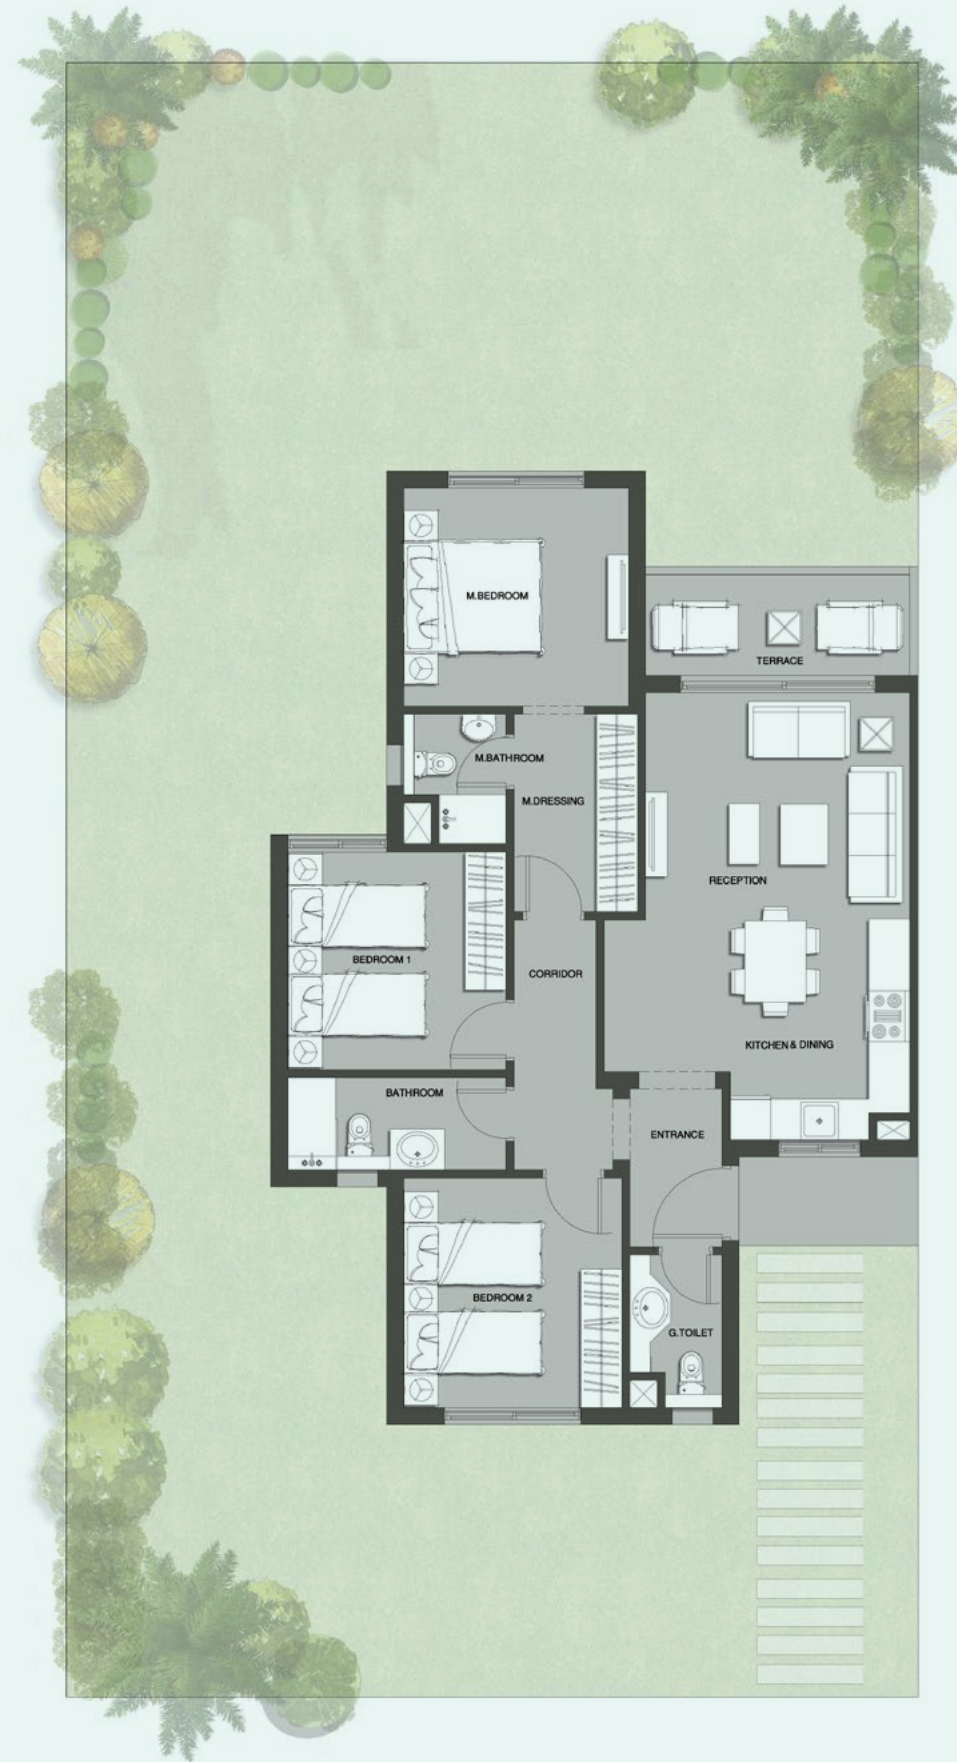 M.BEDROOM
TERRACE
M.BATHROOM
M.DRESSING
RECEPTION
BEDROOM 1
CORRIDOR
KITCHEN & DINING
BATHROOM
ENTRANCE
BEDROOM 2
G.TOILET